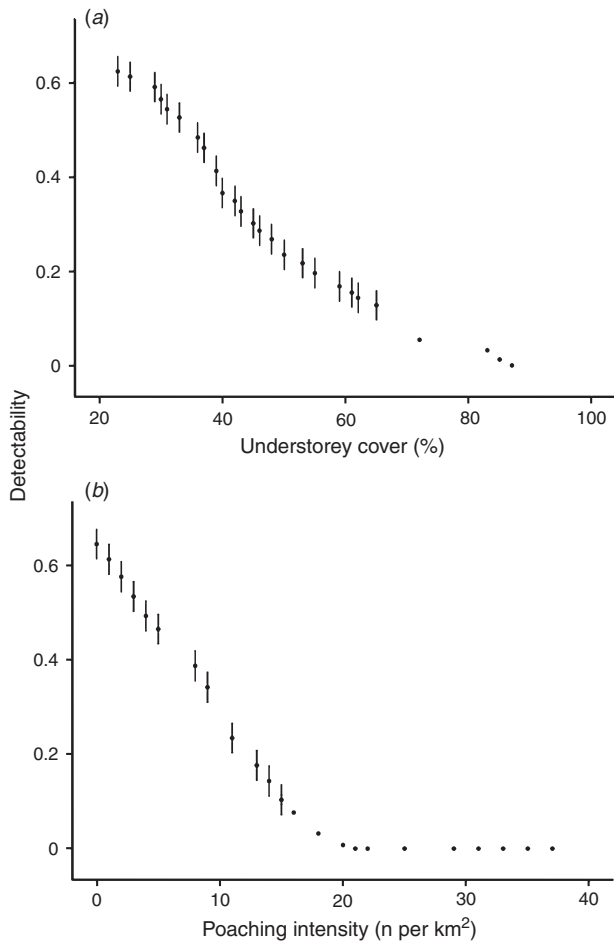 (a)
0.6
0.4
0.2
0
20 40 60 80 100
Understorey cover (%)
Detectability
(b)
0.6
0.4
0.2
0
0 10 20 30 40
Poaching intensity (n per km²)